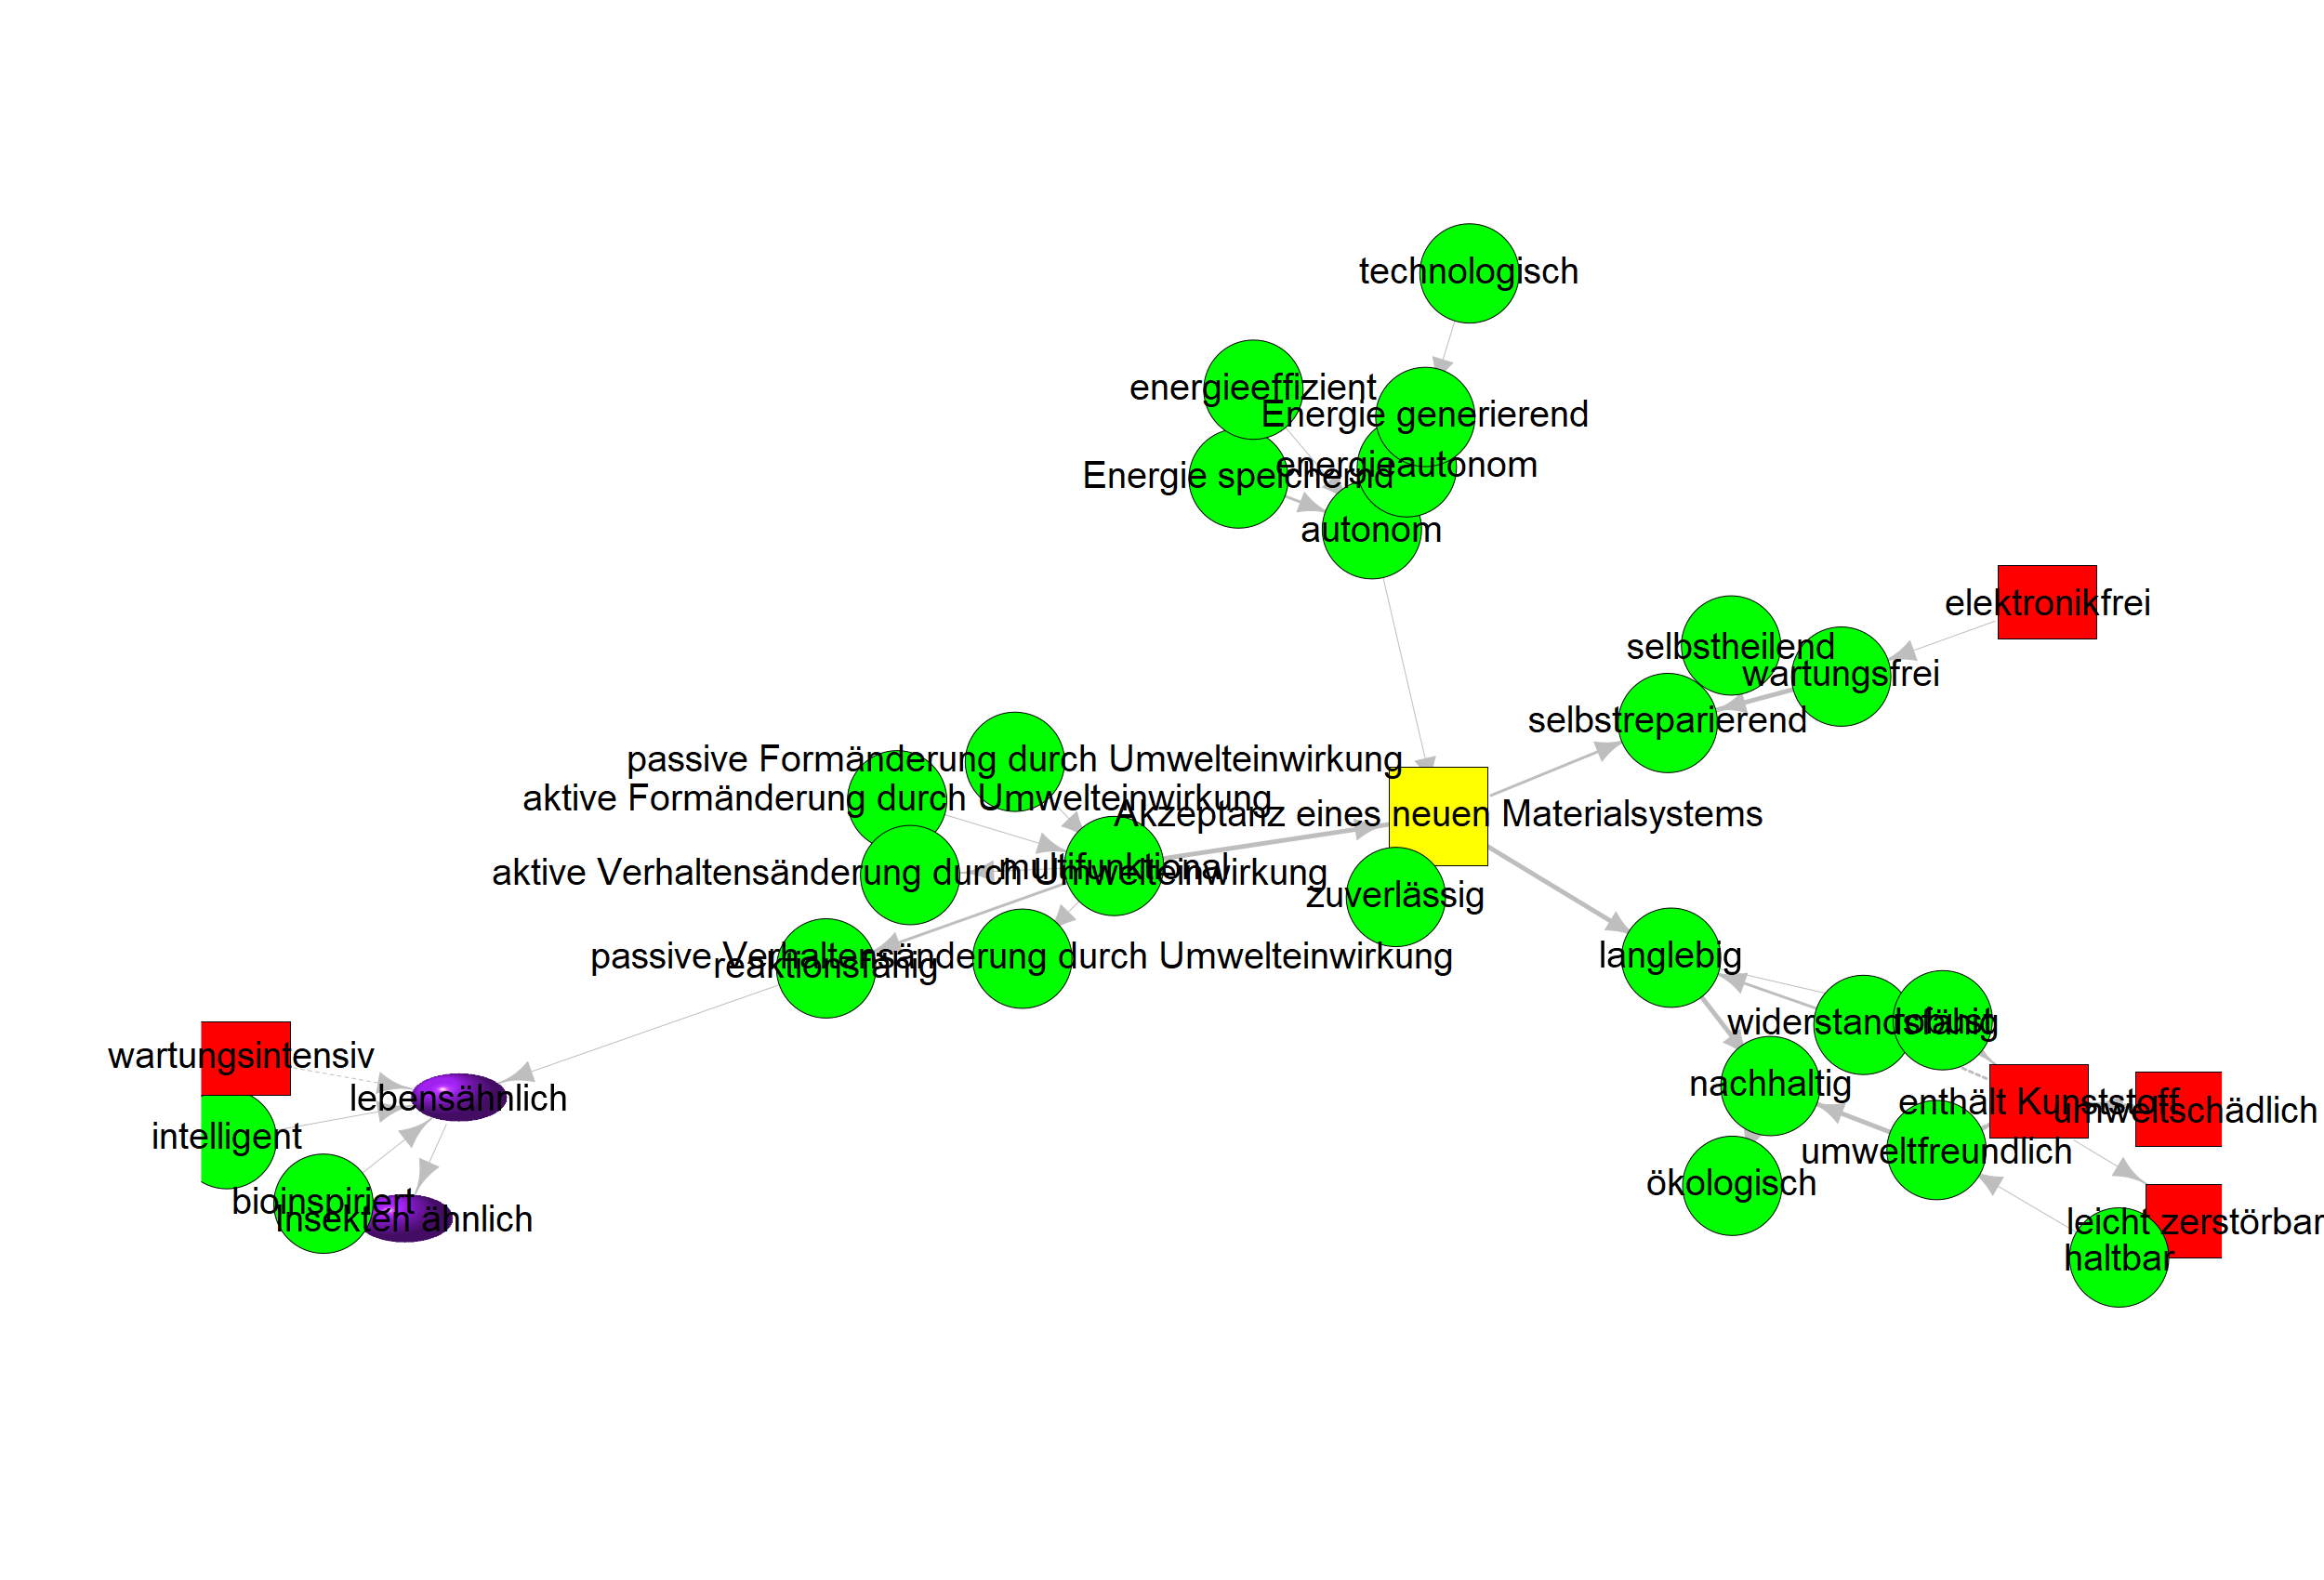 technologisch
energieeffizient
Energie generierend
energieautonom
Energie speichernd
autonom
elektronikfrei
selbstheilend
wartungsfrei
selbstreparierend
passive Formänderung durch Umwelteinwirkung
aktive Formänderung durch Umwelteinwirkung
Akzeptanz eines neuen Materialsystems
multifunktional
aktive Verhaltensänderung durch Umwelteinwirkung
zuverlässig
passive Verhaltensänderung durch Umwelteinwirkung
langlebig
reaktionsfähig
widerstandsfähig
robust
wartungsintensiv
nachhaltig
lebensähnlich
enthält Kunststoff
umweltschädlich
intelligent
umweltfreundlich
ökologisch
bioinspiriert
Insekten ähnlich
leicht zerstörbar
haltbar